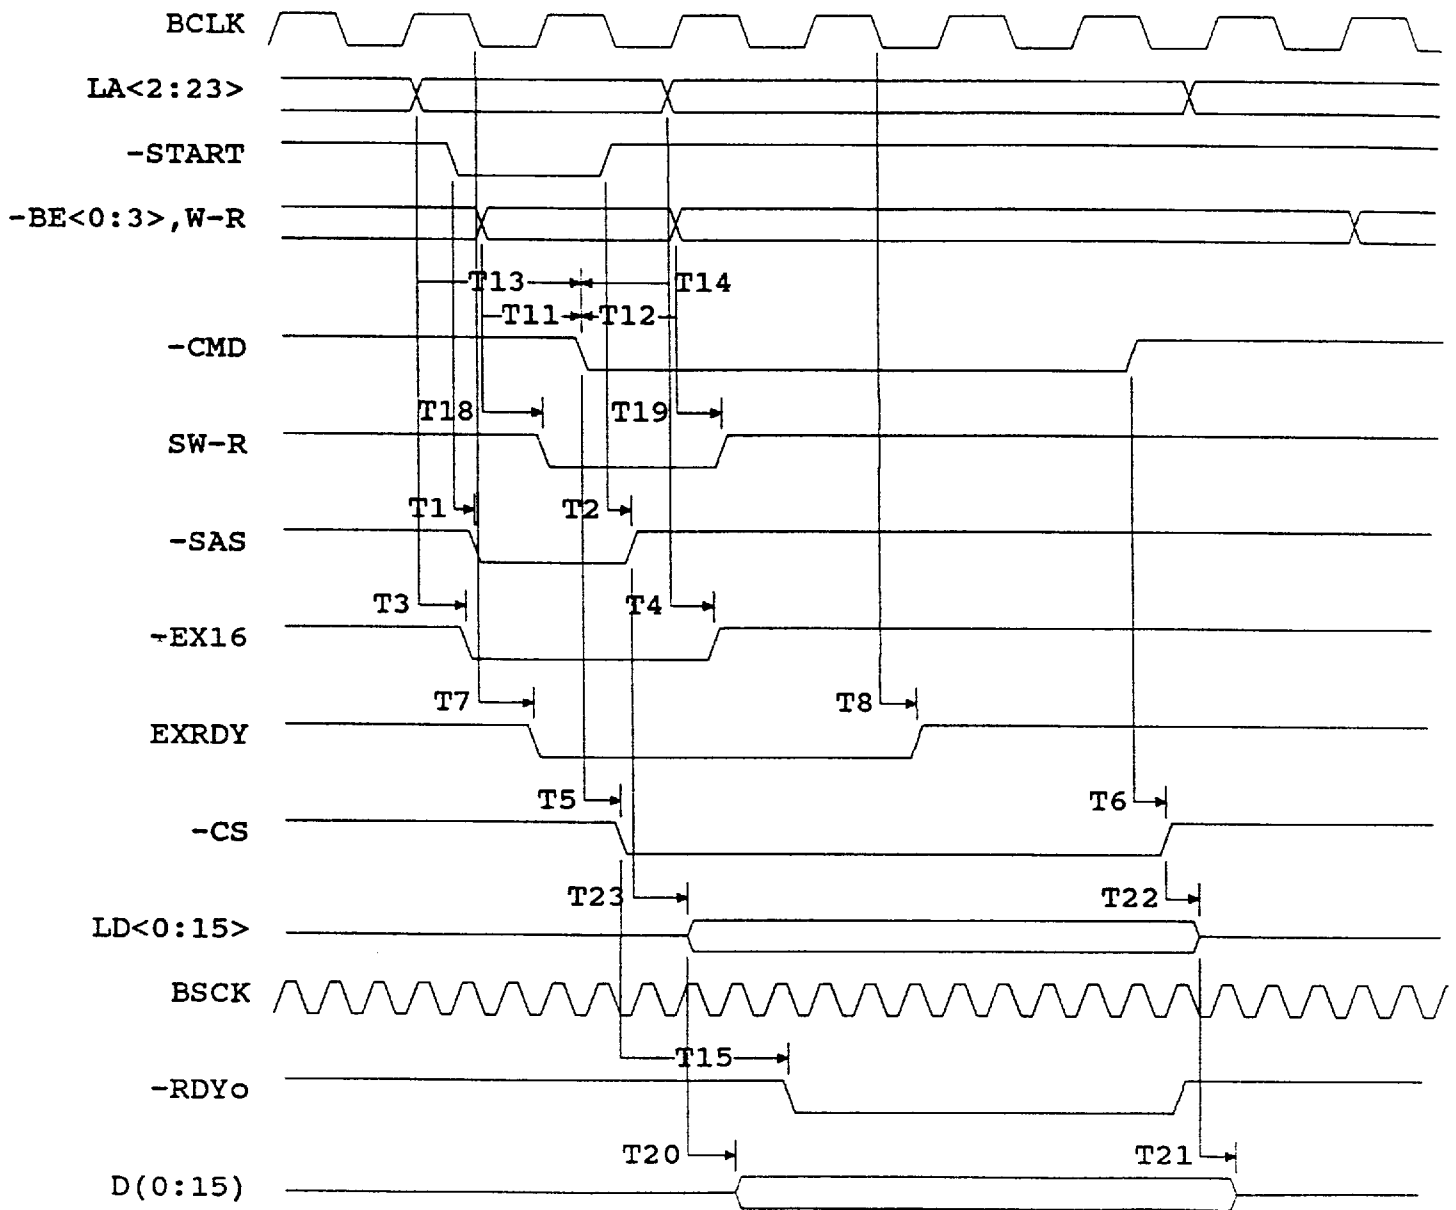 BCLK
LA<2:23>
-START
-BE<0:3>,W-R
T13 T14
T11 T12
-CMD
T18 T19
SW-R
T1 T2
-SAS
T3 T4
-EX16
T7 T8
EXRDY
T5 T6
-CS
T23 T22
LD<0:15>
BSCK
T15
-RDYo
T20 T21
D(0:15)